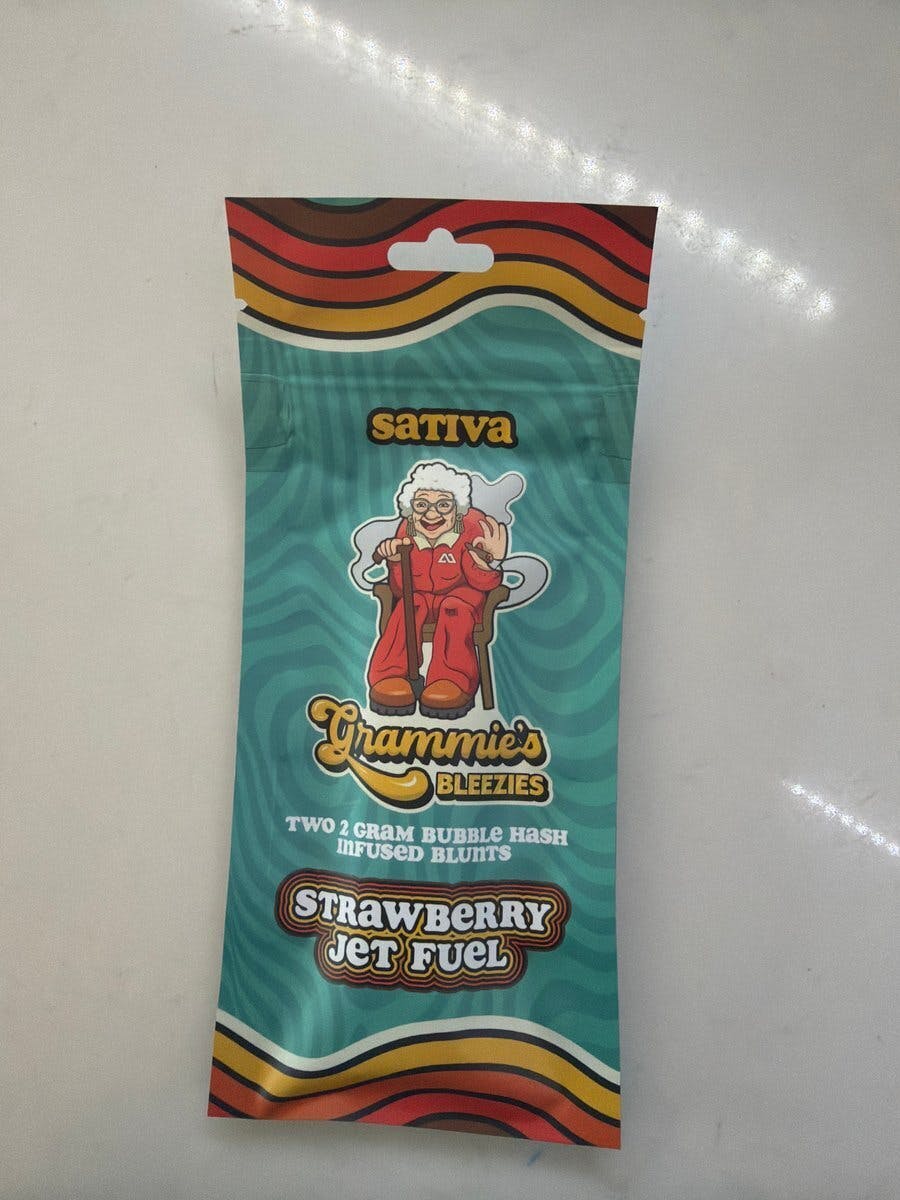 SATIVA
Grammie's
BLEEZIES
TWO 2 GRAM BUBBLE HASH
INFUSED BLUNTS
STRAWBERRY
JET FUEL